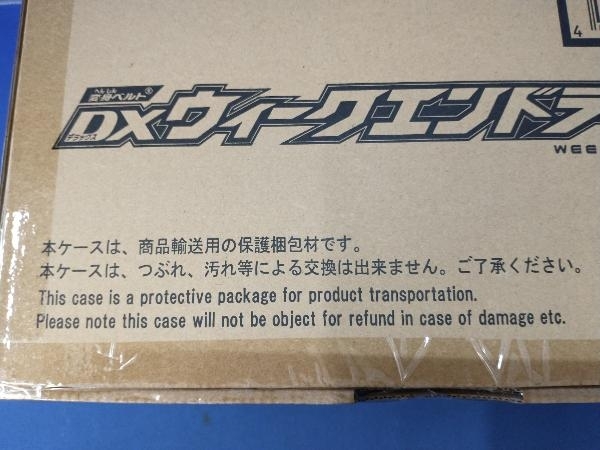 へんしん
変身ベルト®
DXウィークエンドラ
デラックス
WEE
4
本ケースは、商品輸送用の保護梱包材です。
本ケースは、つぶれ、汚れ等による交換は出来ません。ご了承ください。
This case is a protective package for product transportation.
Please note this case will not be object for refund in case of damage etc.